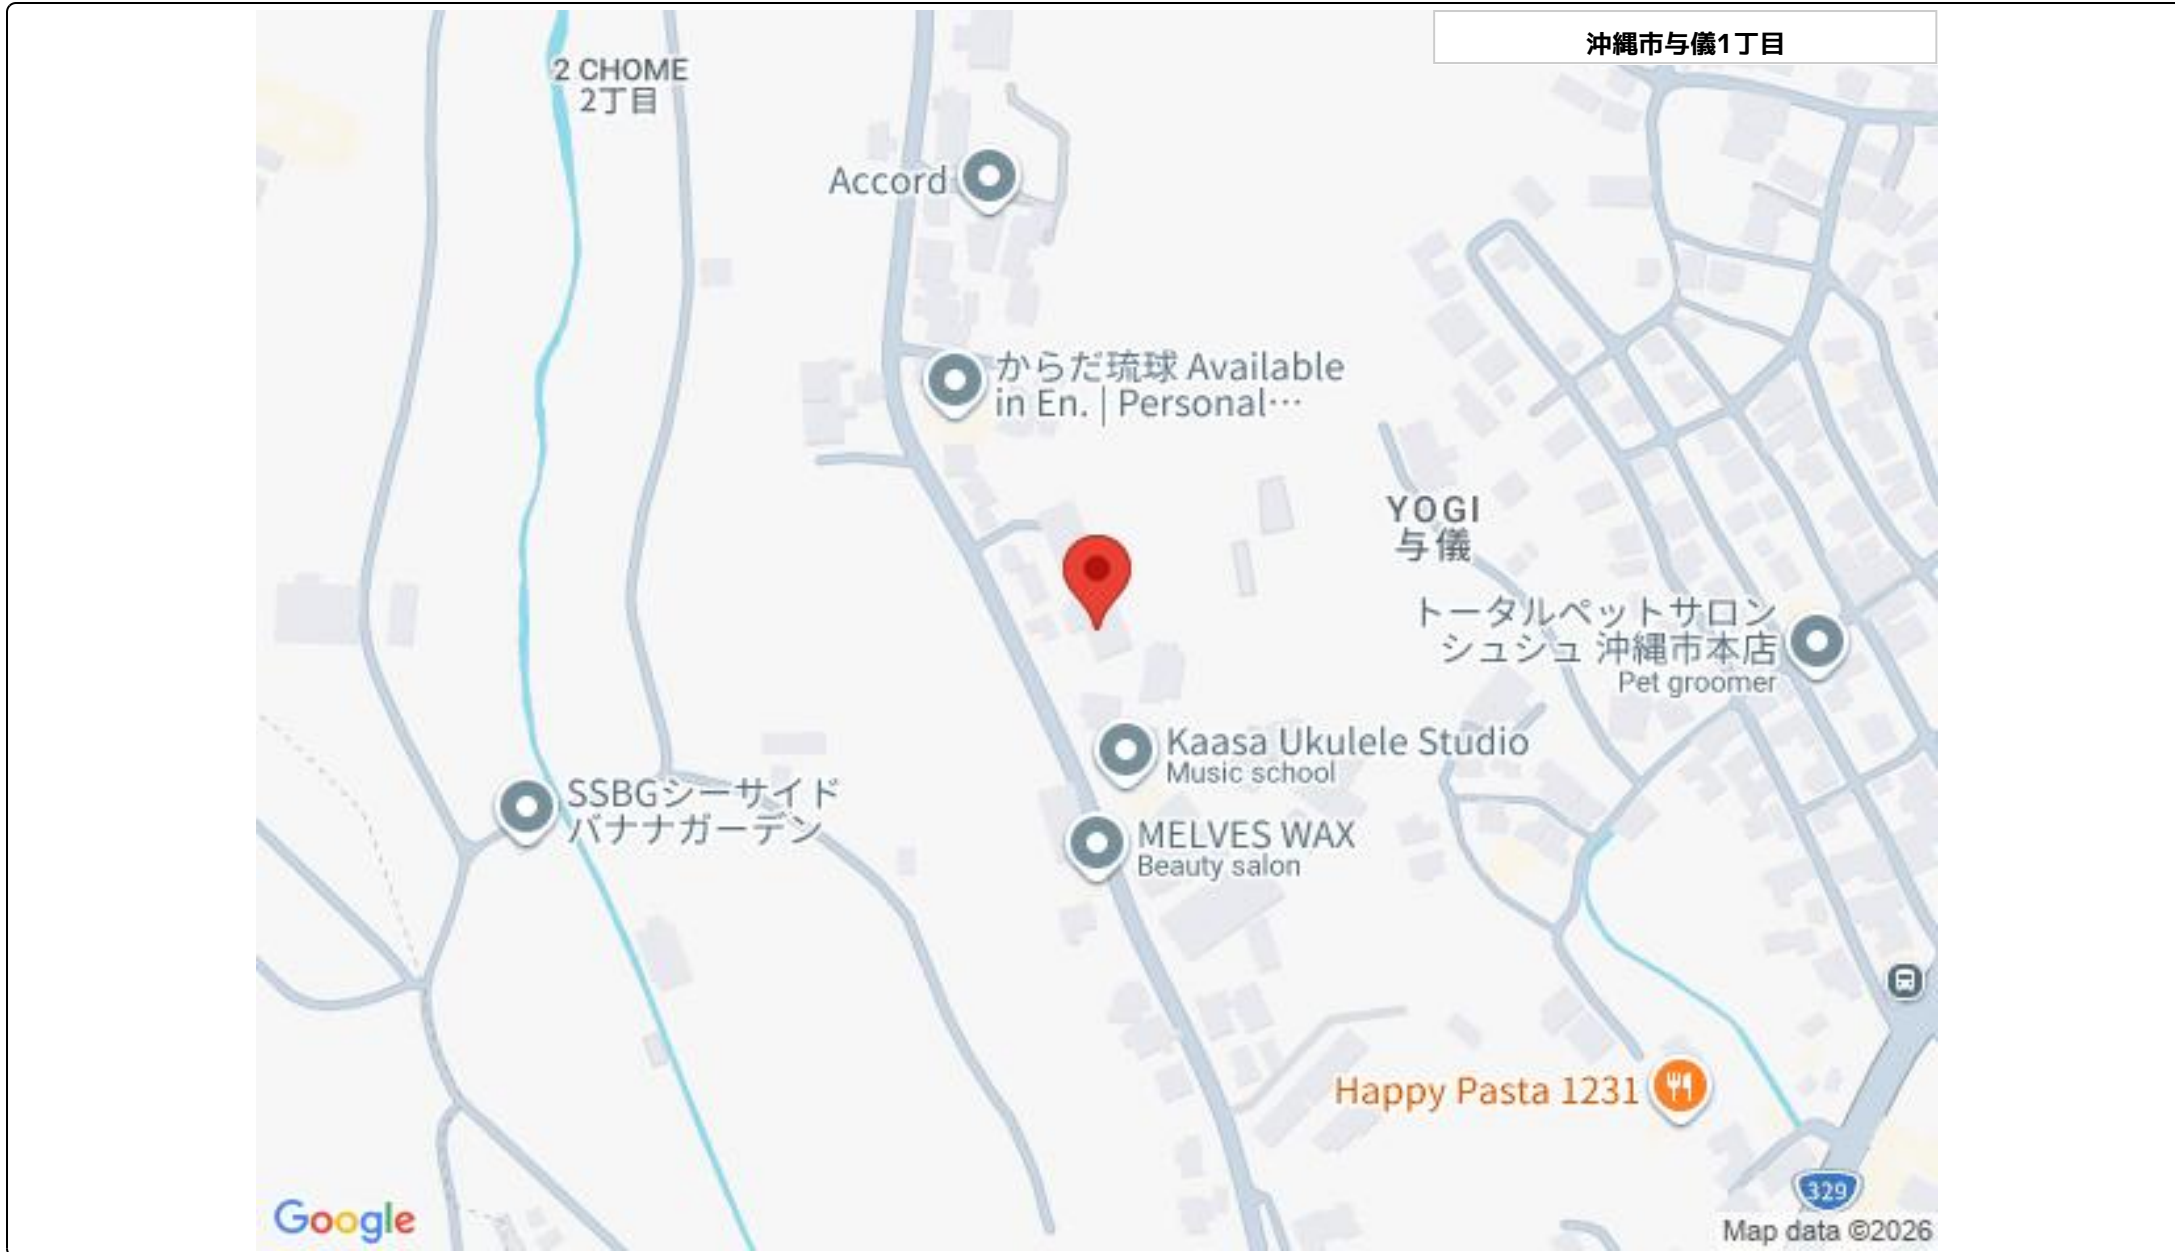 沖縄市与儀1丁目
2 CHOME
2丁目
Accord
からだ琉球 Available
in En. | Personal…
YOGI
与儀
トータルペットサロン
シュシュ 沖縄市本店
Pet groomer
Kaasa Ukulele Studio
Music school
SSBGシーサイド
バナナガーデン
MELVES WAX
Beauty salon
Happy Pasta 1231
329
Google
Map data ©2026